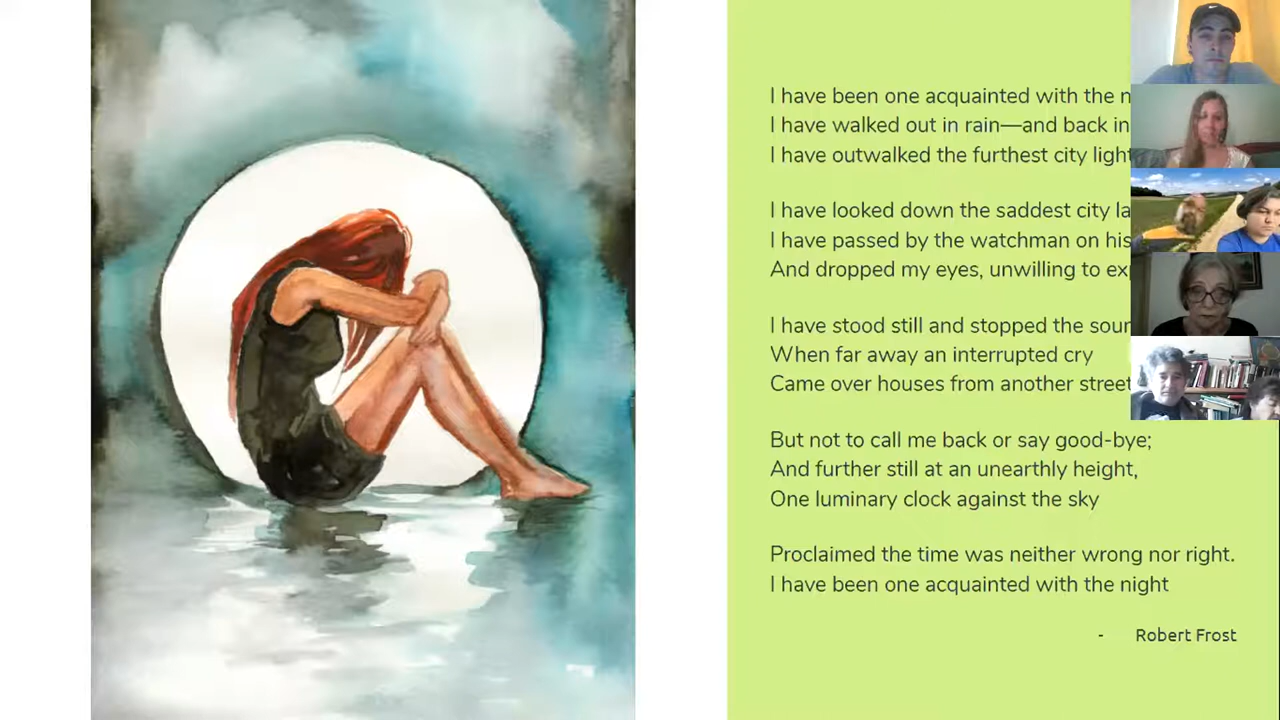 I have been one acquainted with the
I have walked out in rain—and back in
I have outwalked the furthest city light
I have looked down the saddest city
I have passed by the watchman on his
And dropped my eyes, unwilling to
I have stood still and stopped the
When far away an interrupted cry
Came over houses from another street
But not to call me back or say good-bye;
And further still at an unearthly height,
One luminary clock against the sky
Proclaimed the time was neither wrong nor right.
I have been one acquainted with the night
- Robert Frost